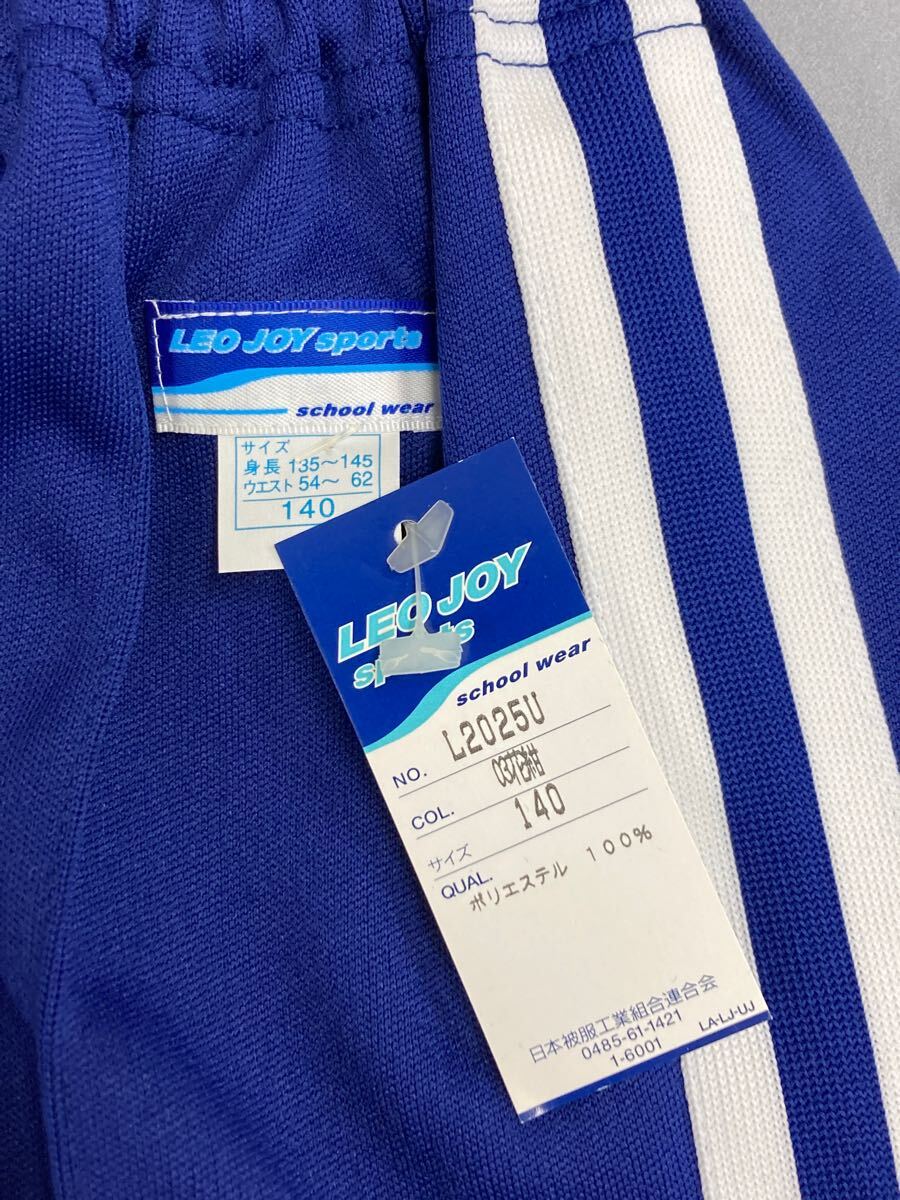 LEO JOY sports
school wear
サイズ
身長 135～145
ウエスト 54～ 62
140
LEO JOY
sports
school wear
NO. L2025U
COL.
サイズ 140
QUAL.
ポリエステル 100%
日本被服工業組合連合会
0485-61-1421
1-6001
LA-LJ-UJ